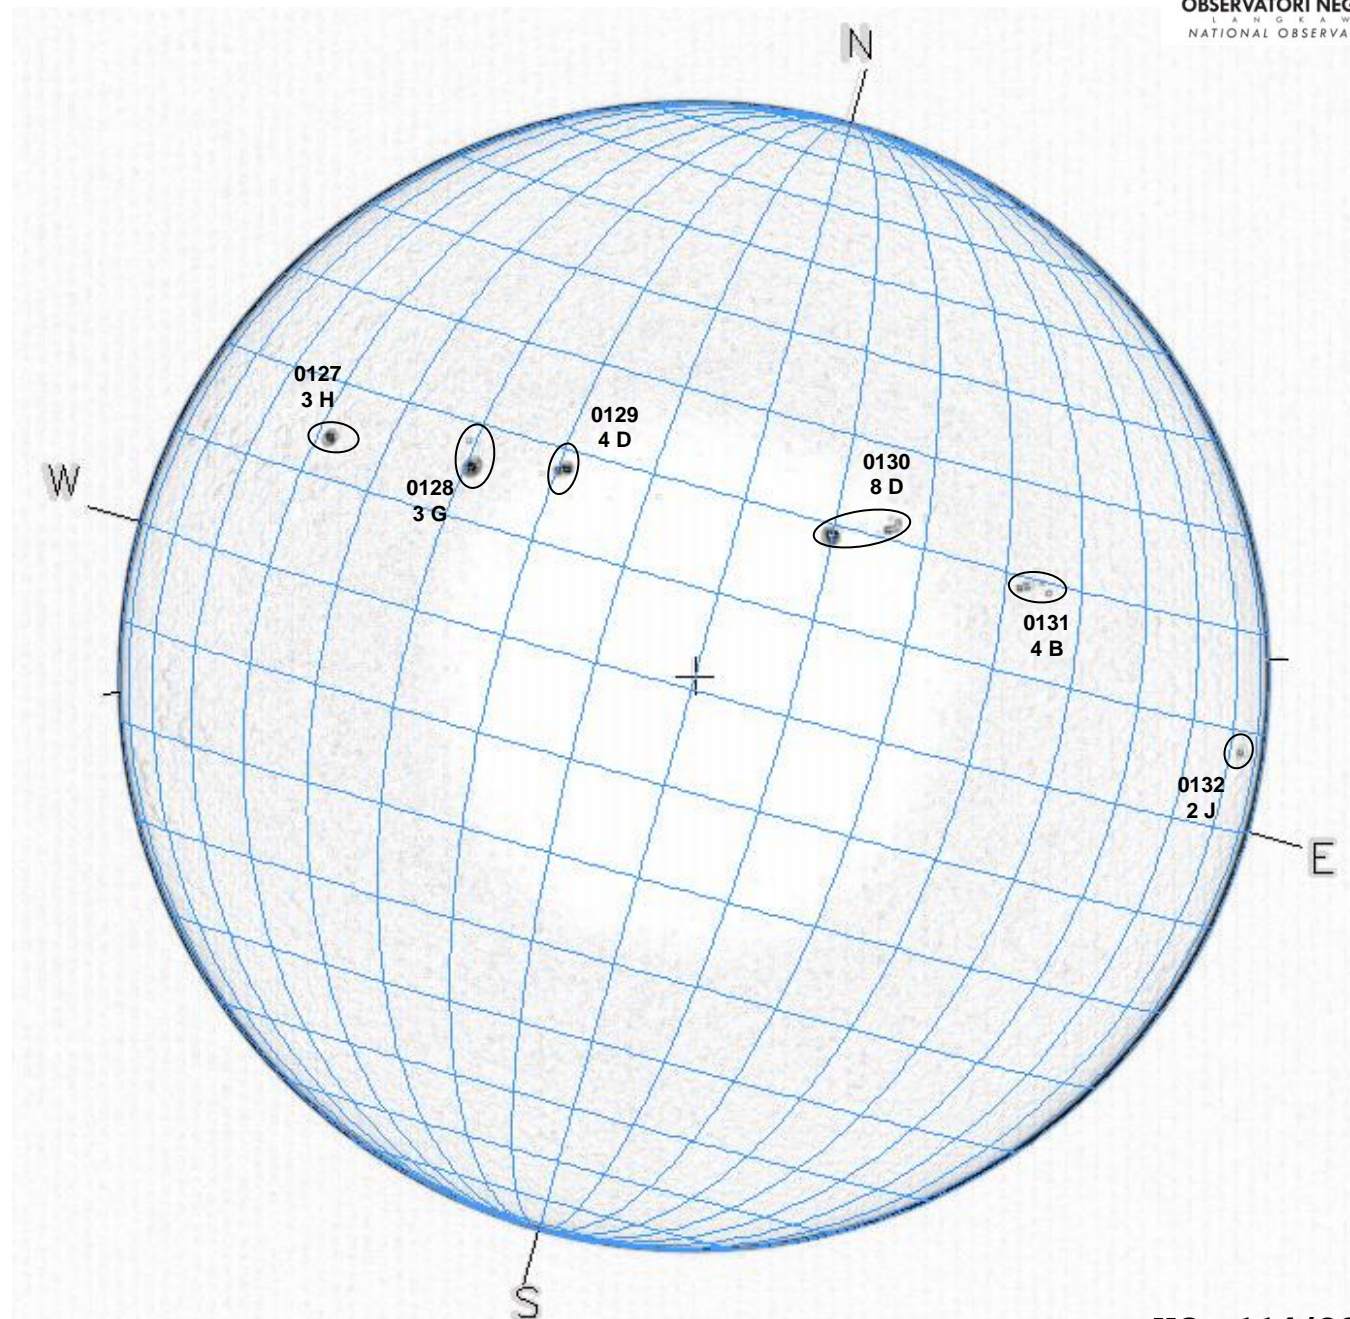 OBSERVATORI NEG
L A N G K A W
NATIONAL OBSERVA
N
0127
3 H
0129
4 D
0130
8 D
W
0128
3 G
0131
4 B
0132
2 J
E
S